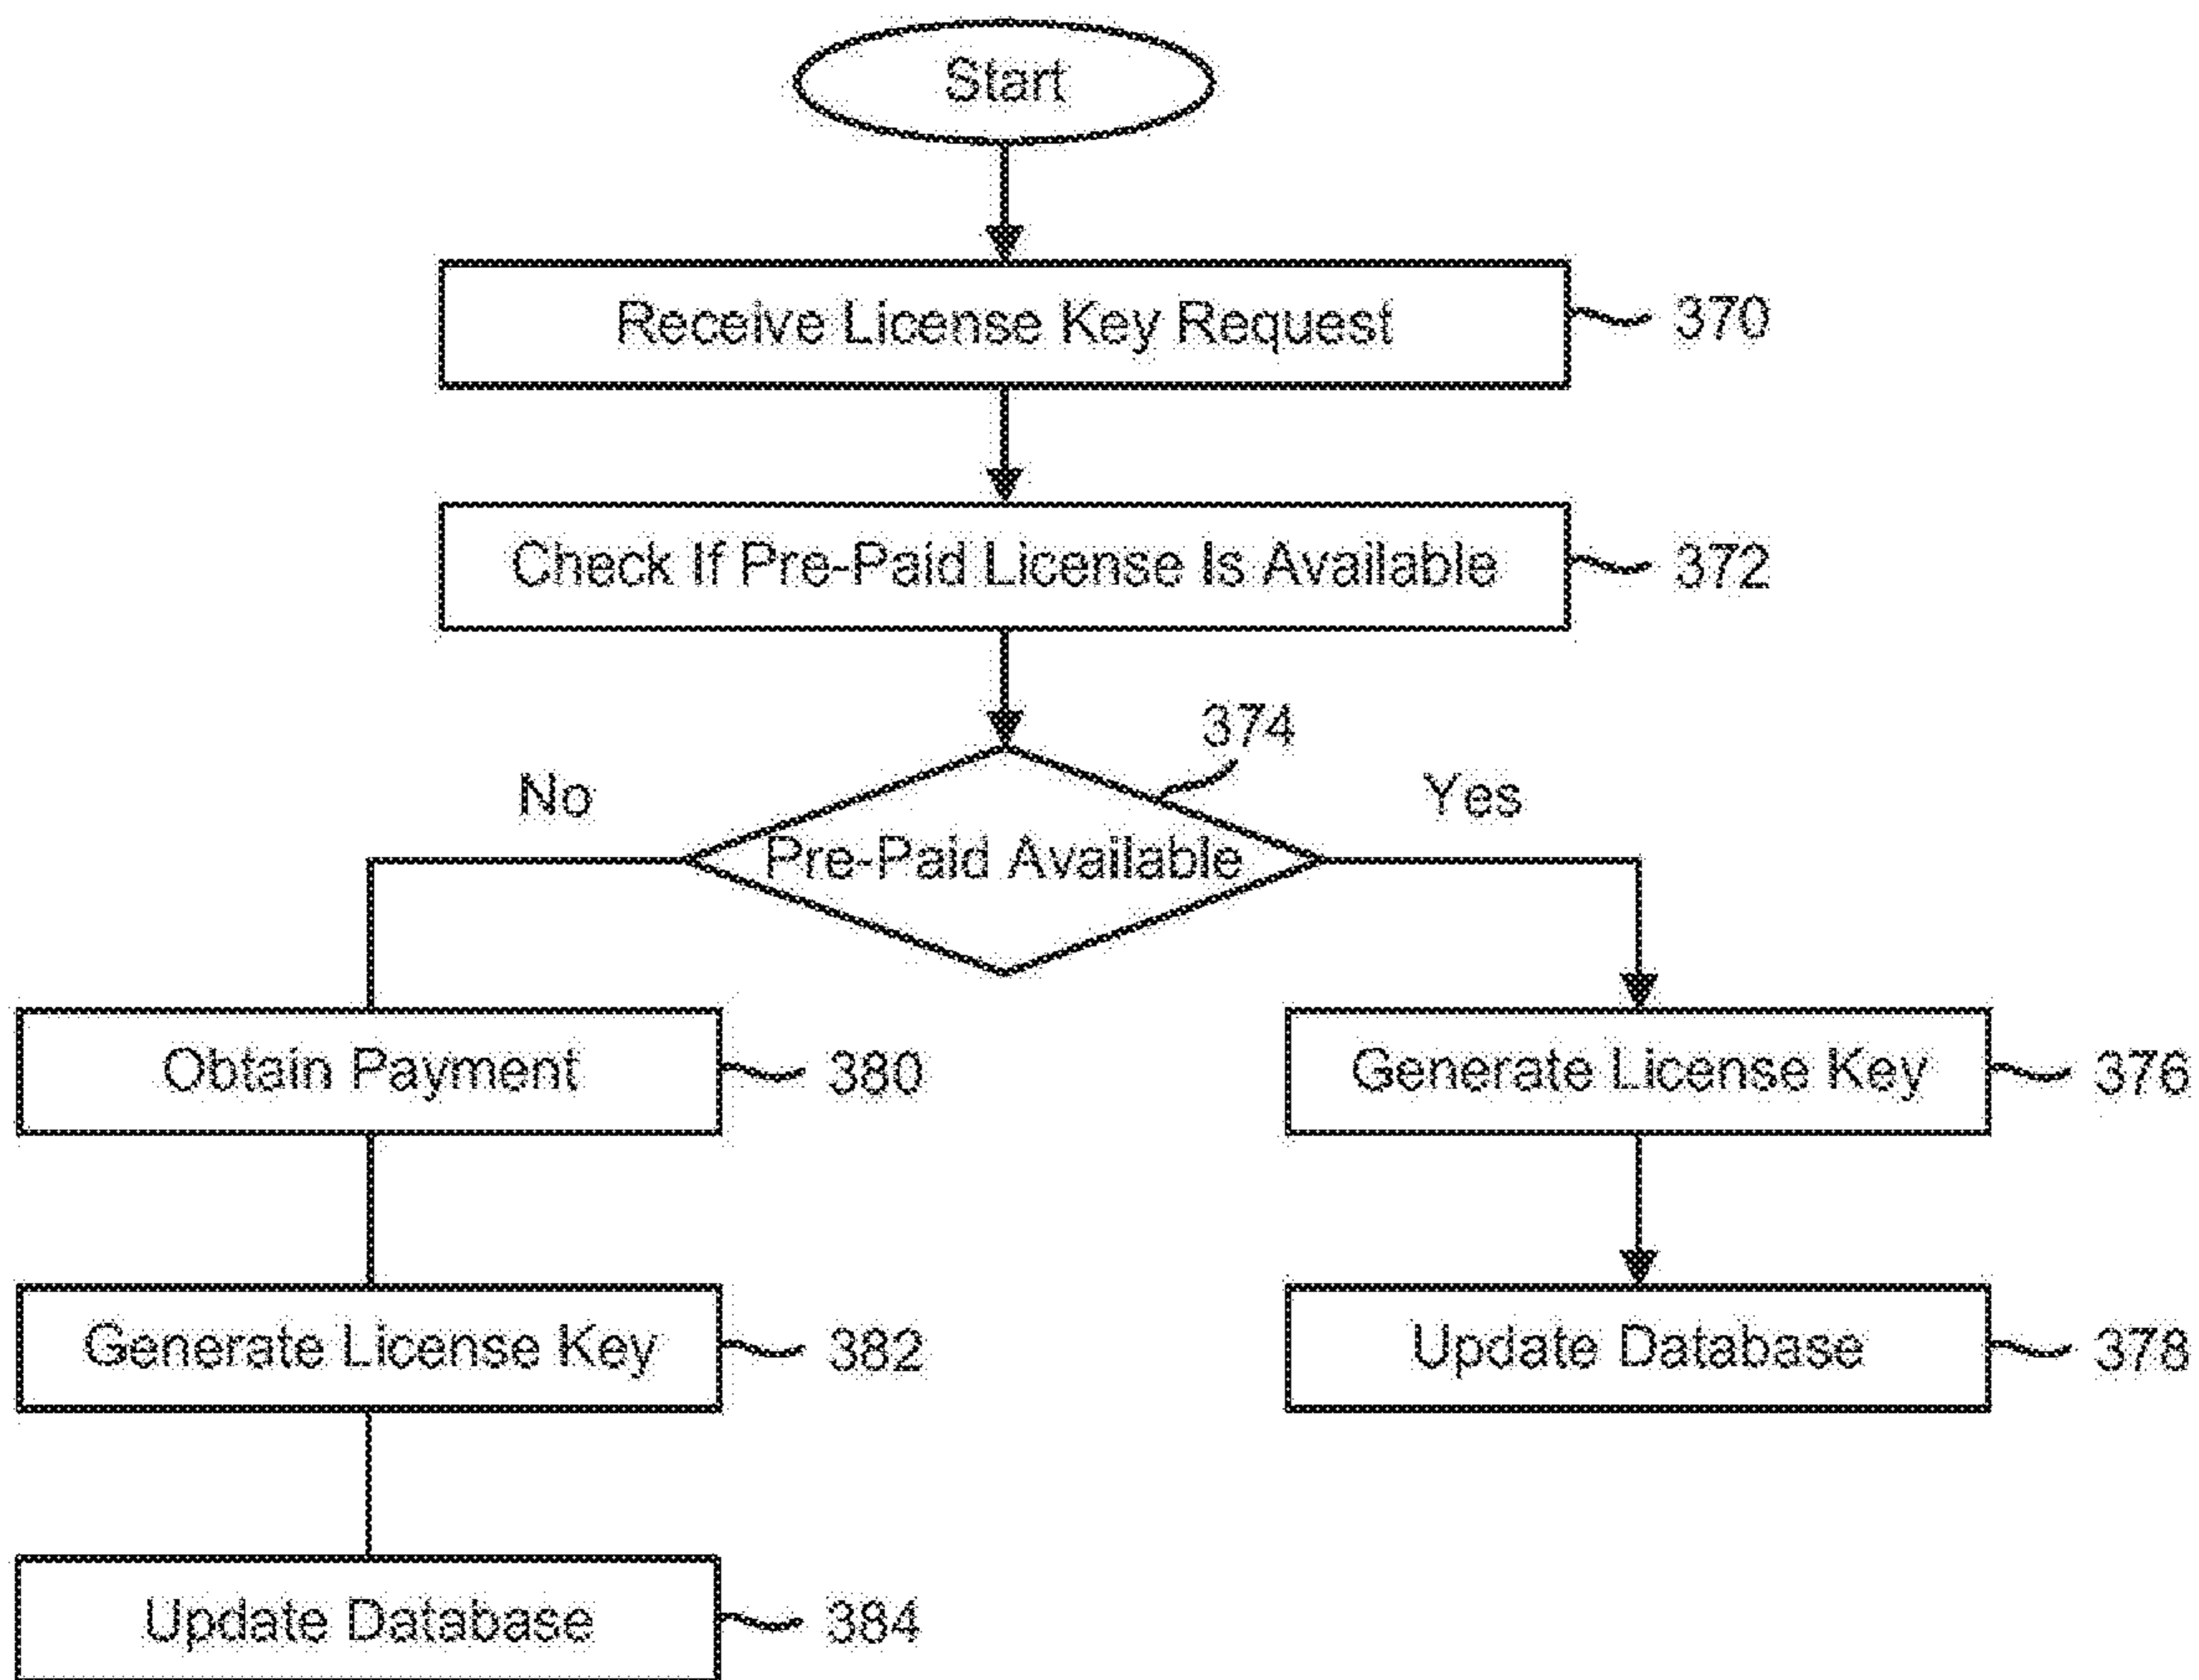 Start
Receive License Key Request
370
Check If Pre-Paid License Is Available
372
374
No
Yes
Pre-Paid Available
Obtain Payment
380
Generate License Key
376
Generate License Key
382
Update Database
378
Update Database
384